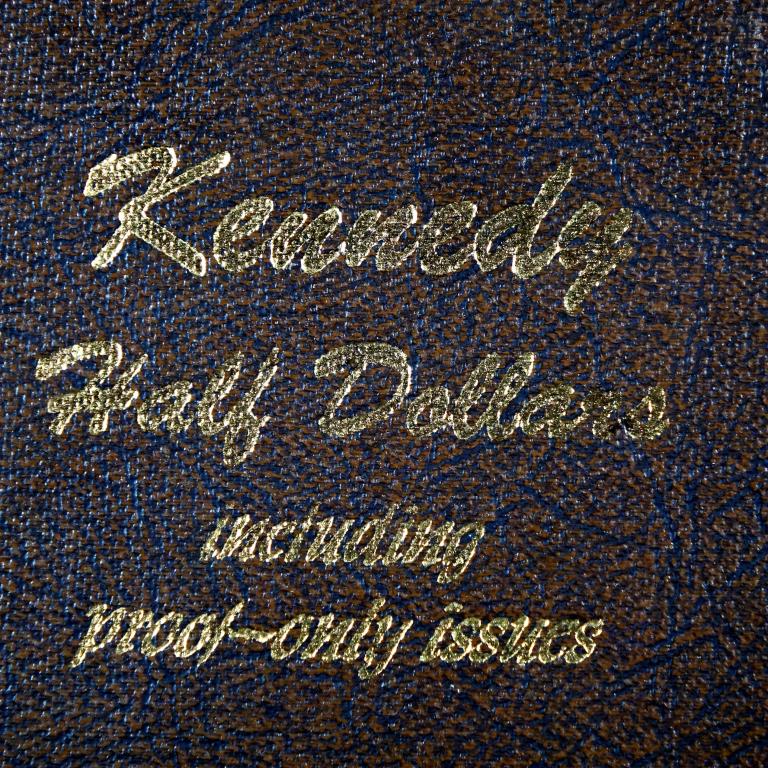 Kennedy
Half Dollars
including
proof-only issues